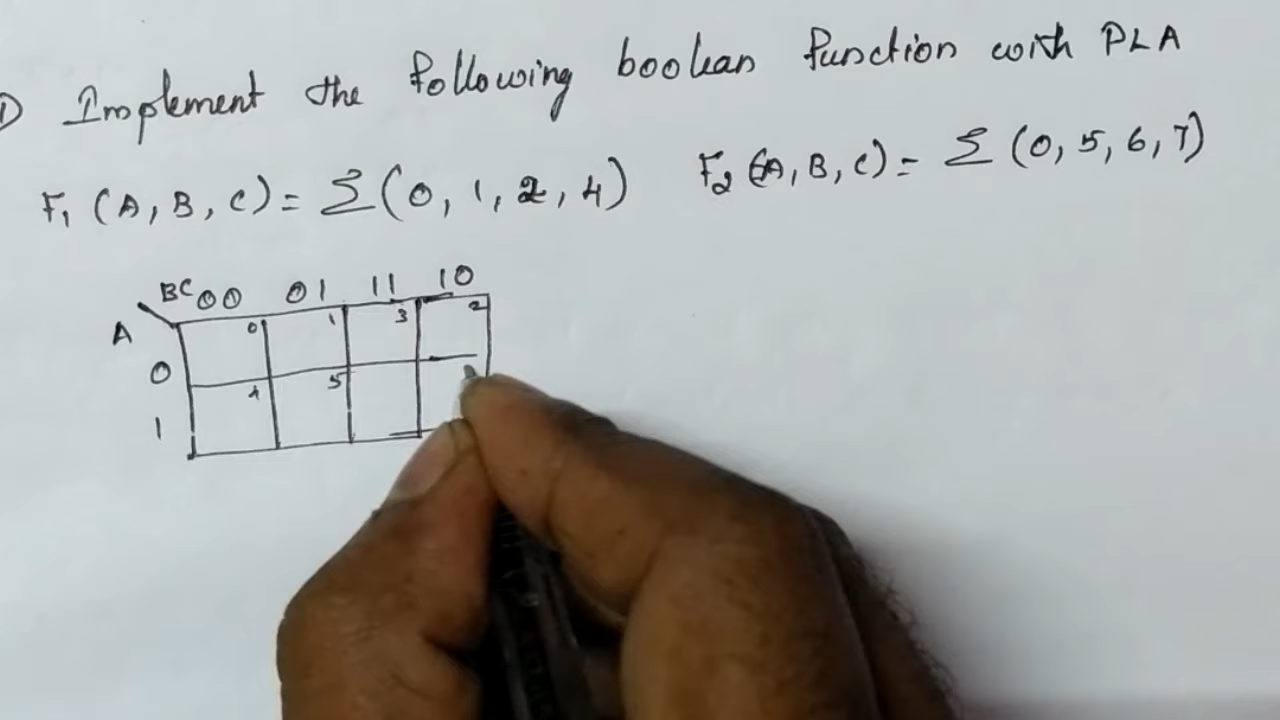 1) Implement the following boolean function with PLA
F₁ (A, B, C) = Σ(0, 1, 2, 4) F₂ (A, B, C) = Σ (0, 5, 6, 7)
BC 00 01 11 10
A
0 1 3 2
0
4 5
1